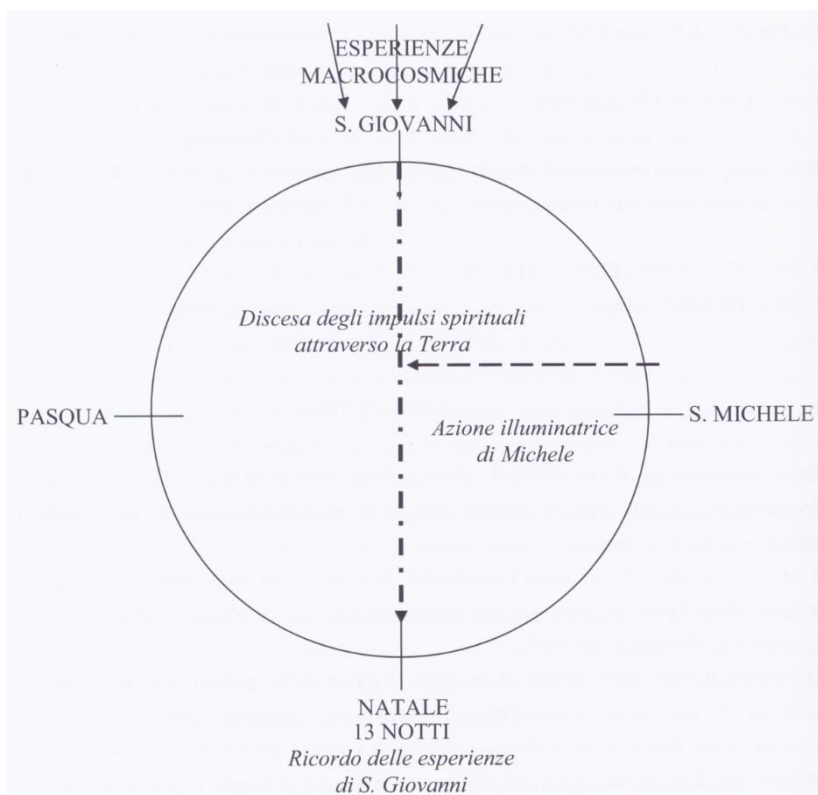 ESPERIENZE
MACROCOSMICHE
S. GIOVANNI
Discesa degli impulsi spirituali
attraverso la Terra
PASQUA
S. MICHELE
Azione illuminatrice
di Michele
NATALE
13 NOTTI
Ricordo delle esperienze
di S. Giovanni